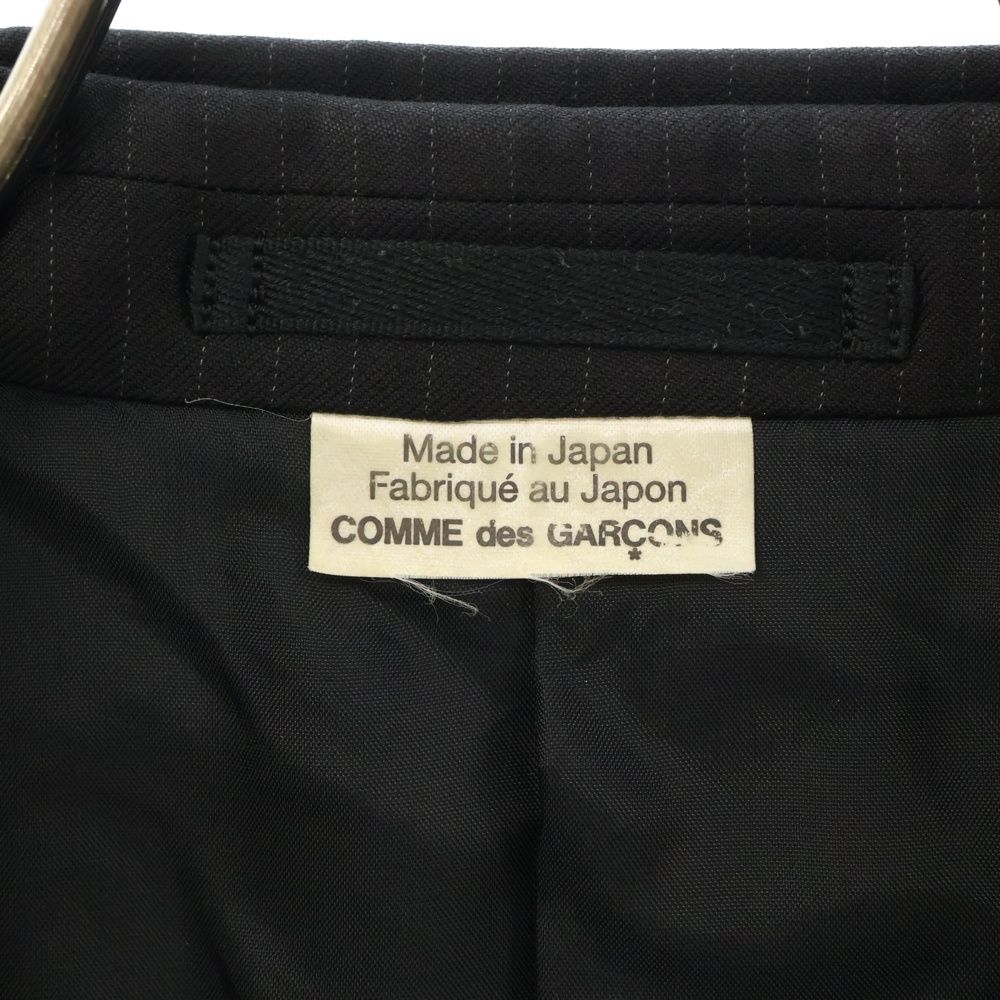 Made in Japan
Fabriqué au Japon
COMME des GARÇONS
*